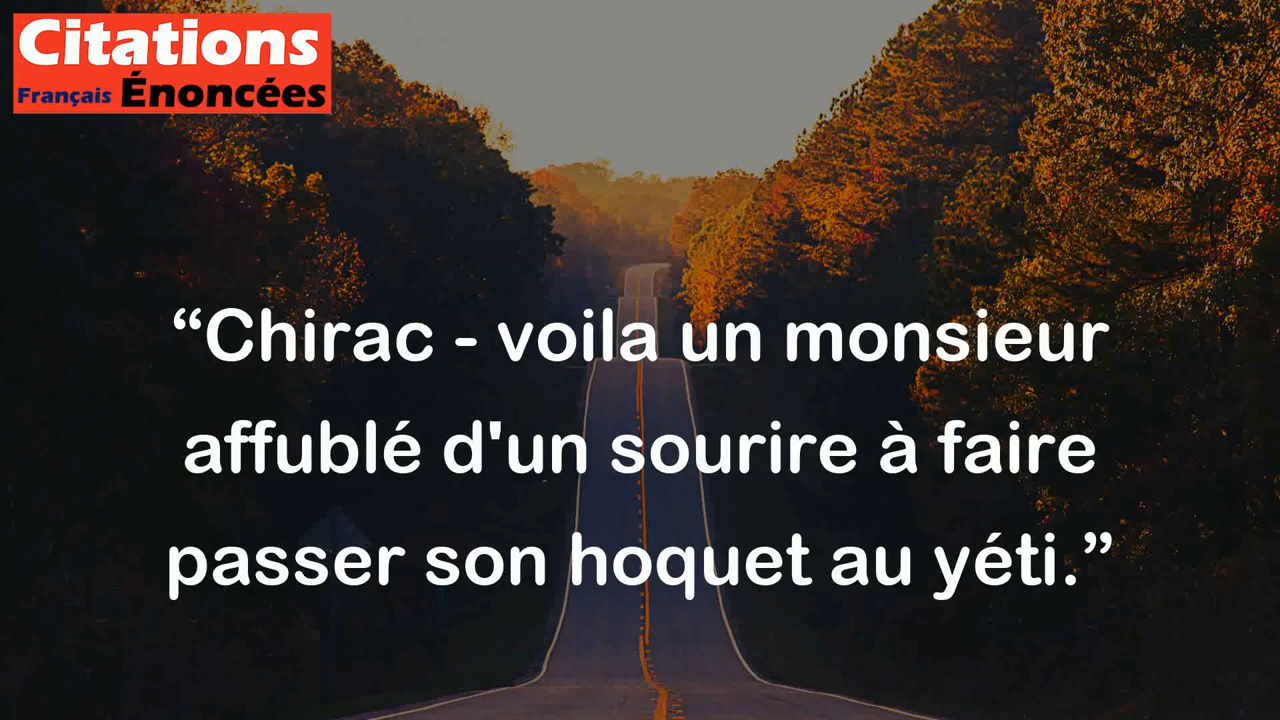 Citations
Français Énoncées
“Chirac - voila un monsieur
affublé d'un sourire à faire
passer son hoquet au yéti.”